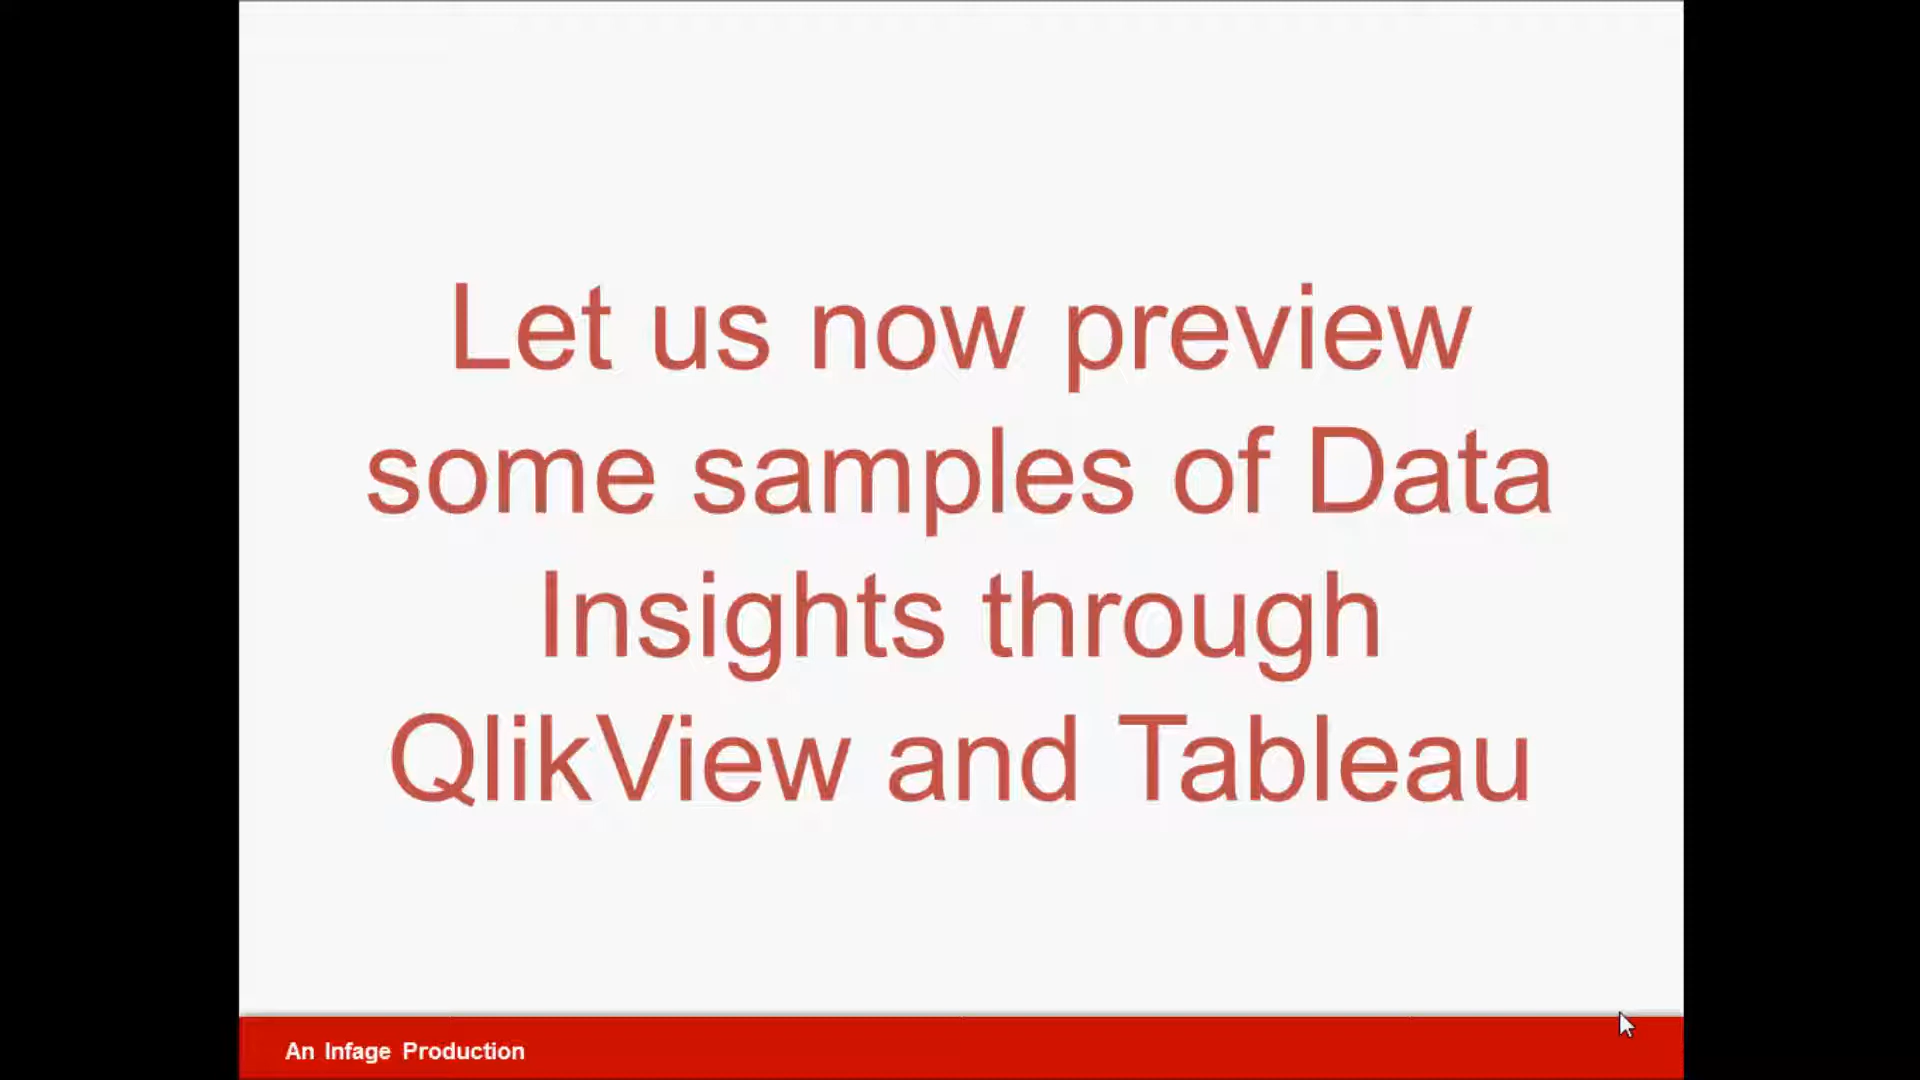 Let us now preview
some samples of Data
Insights through
QlikView and Tableau
An Infage Production